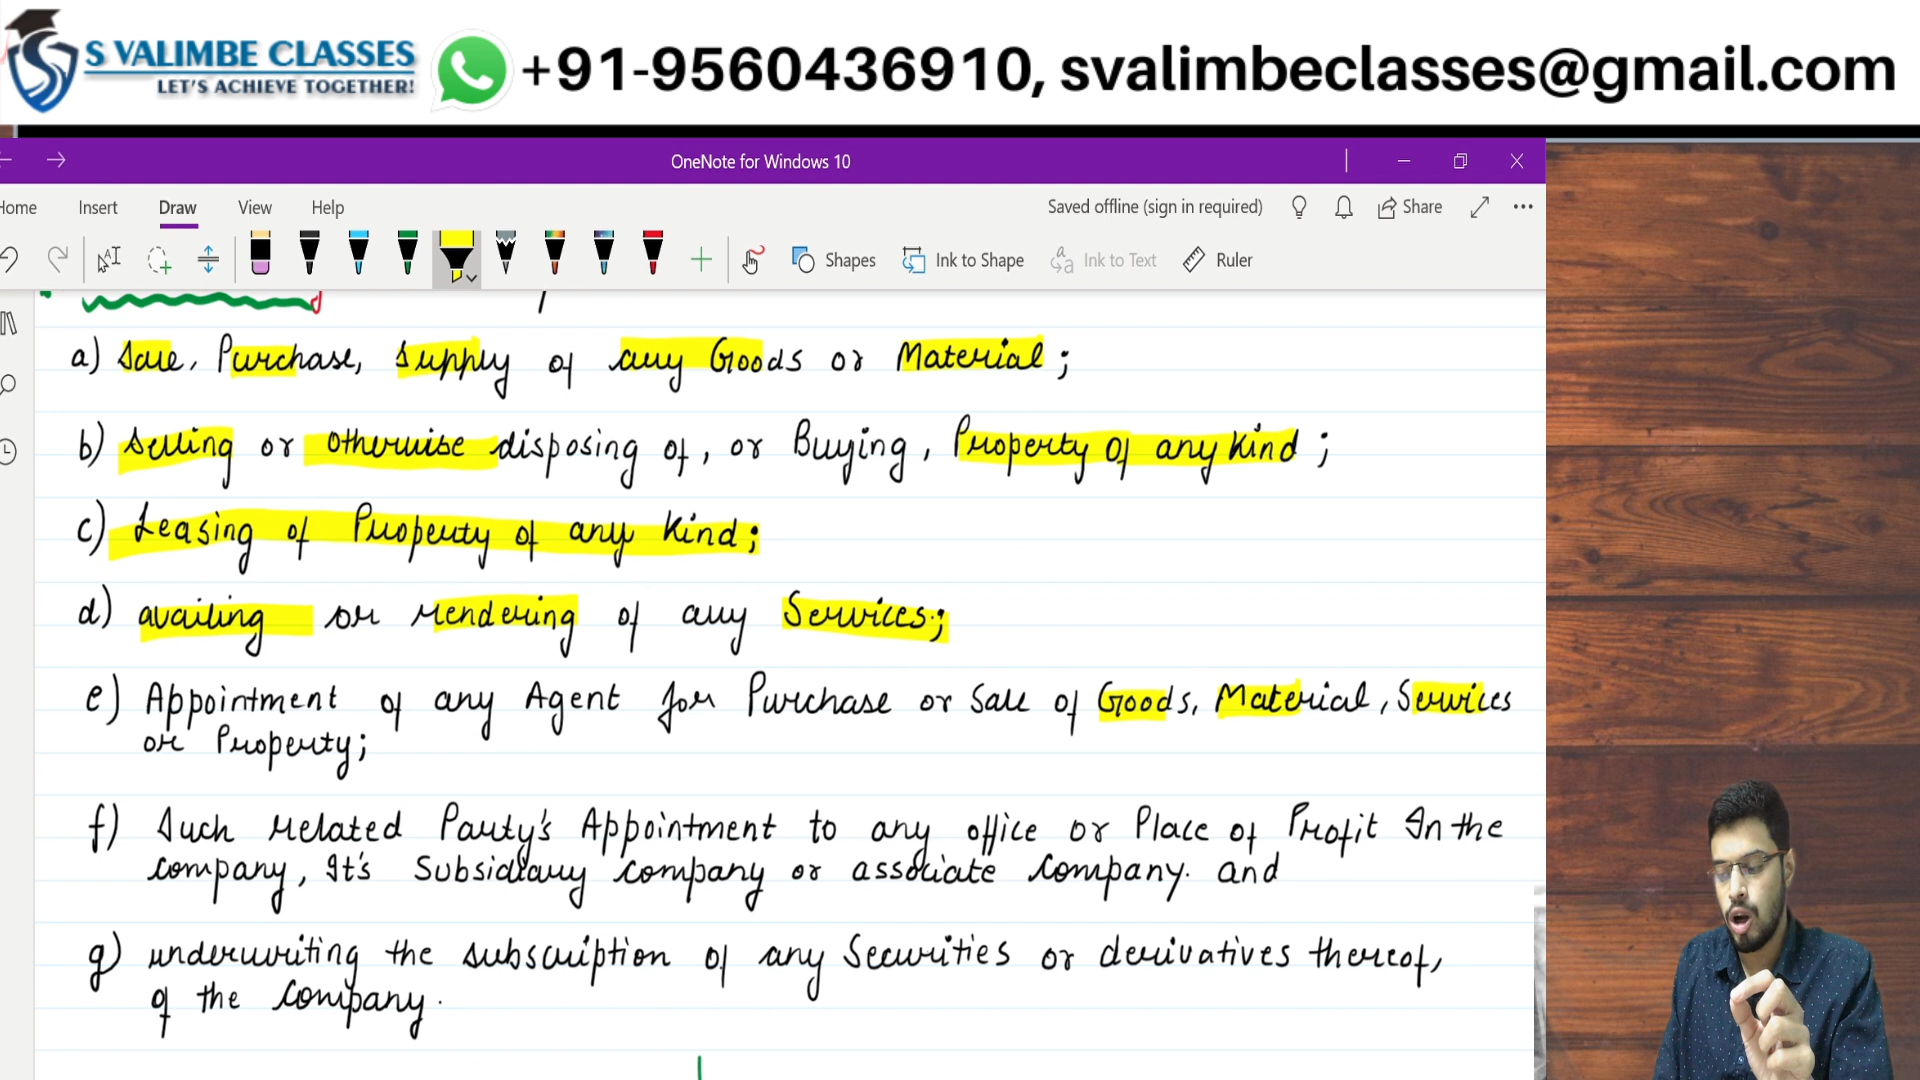 S VALIMBE CLASSES
LET'S ACHIEVE TOGETHER!
+91-9560436910, svalimbeclasses@gmail.com
OneNote for Windows 10
Home Insert Draw View Help Saved offline (sign in required) Share
Shapes Ink to Shape Ink to Text Ruler
a) Sale, Purchase, Supply of any Goods or Material;
b) Selling or otherwise disposing of, or Buying, Property of any Kind;
c) Leasing of Property of any Kind;
d) availing or rendering of any Services;
e) Appointment of any Agent for Purchase or Sale of Goods, Material, Services
or Property;
f) Such related Party's Appointment to any office or Place of Profit In the
company, It's Subsidiary company or associate company. and
g) underwriting the subscription of any Securities or derivatives thereof,
of the Company.